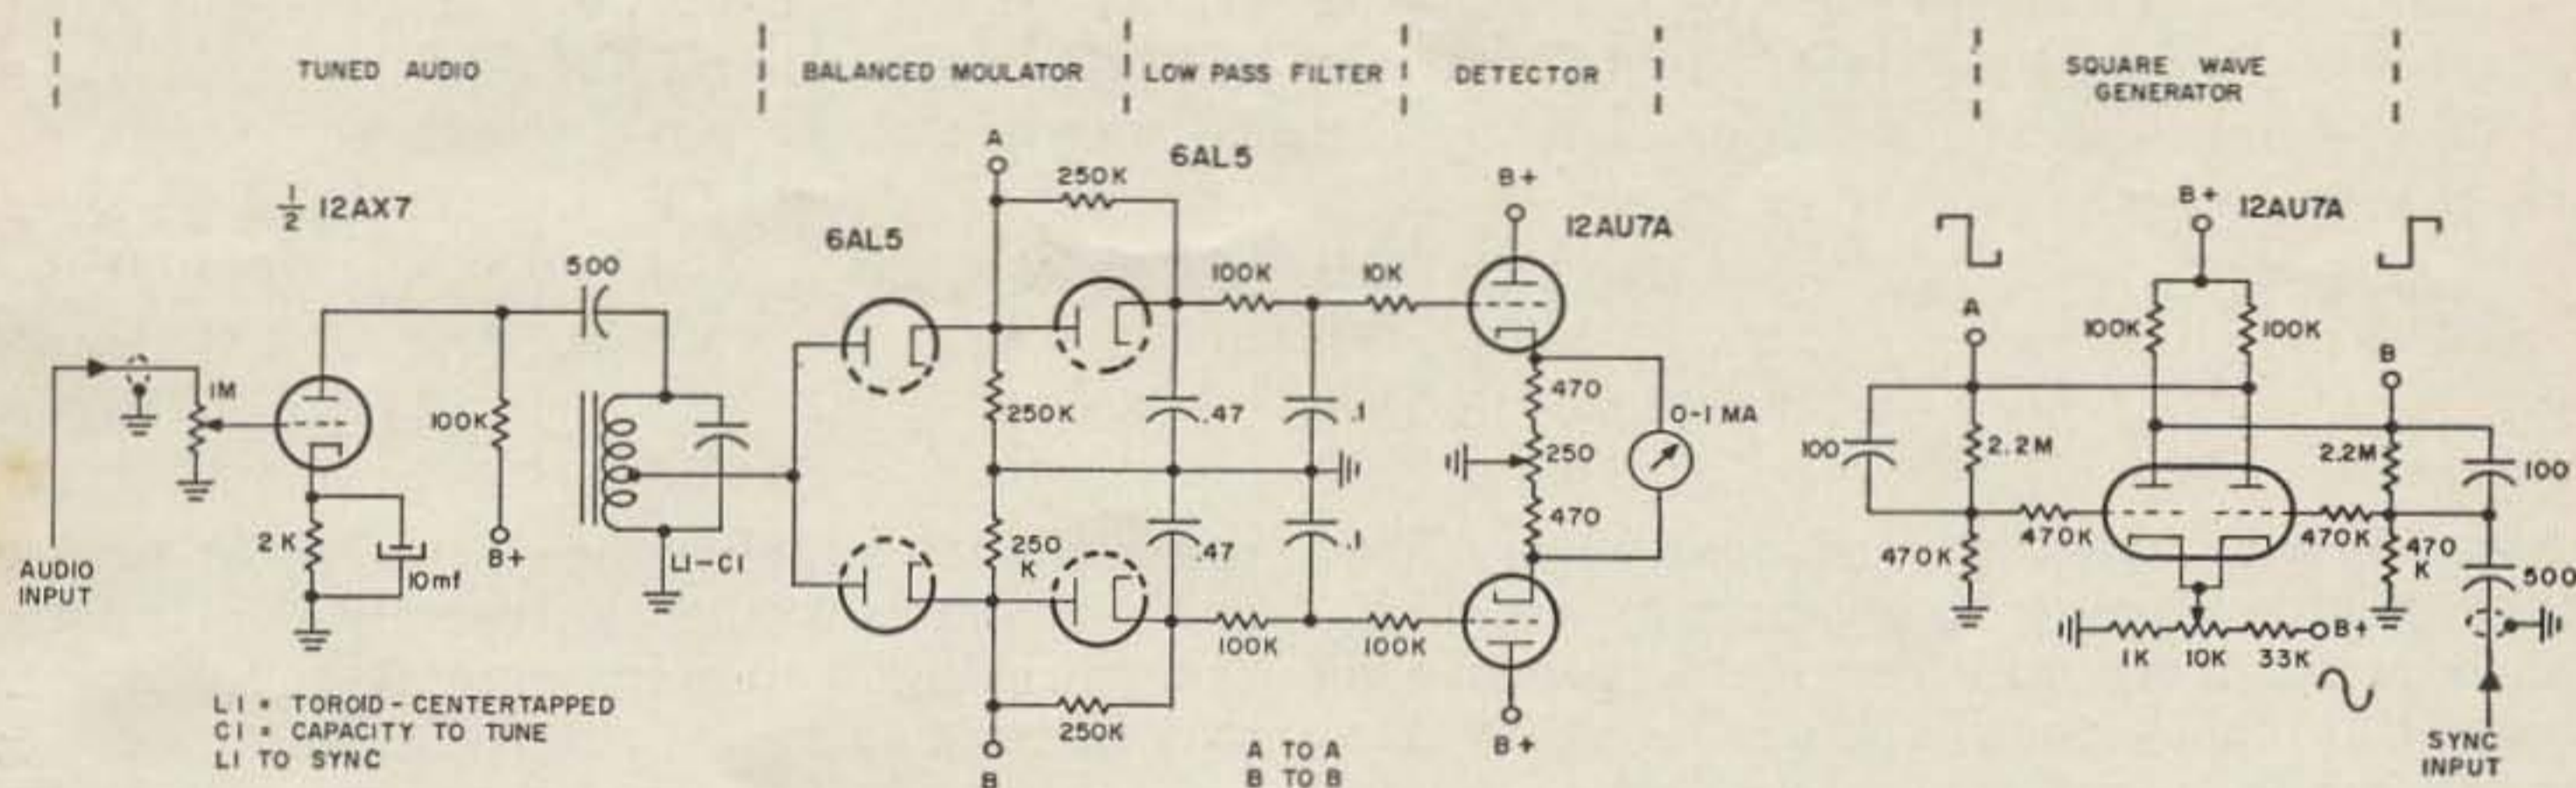 TUNED AUDIO
BALANCED MOULATOR
LOW PASS FILTER
DETECTOR
SQUARE WAVE
GENERATOR
1/2 12AX7
500
1M
100K
2K
10mf
B+
AUDIO
INPUT
L1-C1
L1 = TOROID-CENTERTAPPED
C1 = CAPACITY TO TUNE
L1 TO SYNC
6AL5
A
250K
6AL5
250K
250
K
250K
B
100K
10K
.47
.1
.47
.1
100K
100K
B+
12AU7A
470
250
470
0-1 MA
B+
A TO A
B TO B
B+
12AU7A
A
100K
100K
B
100
2.2M
2.2M
100
470K
470K
470K
470
K
500
1K
10K
33K
B+
SYNC
INPUT